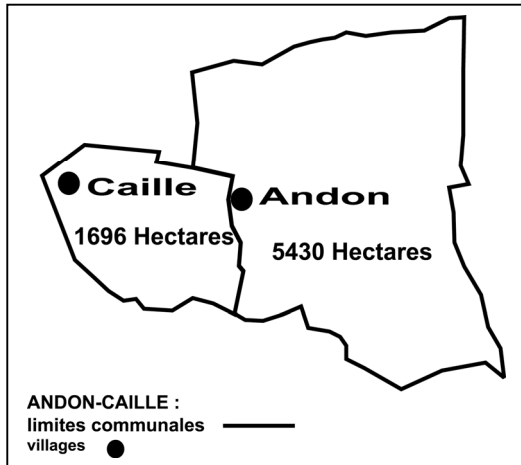 Caille
Andon
1696 Hectares
5430 Hectares
ANDON-CAILLE :
limites communales
villages